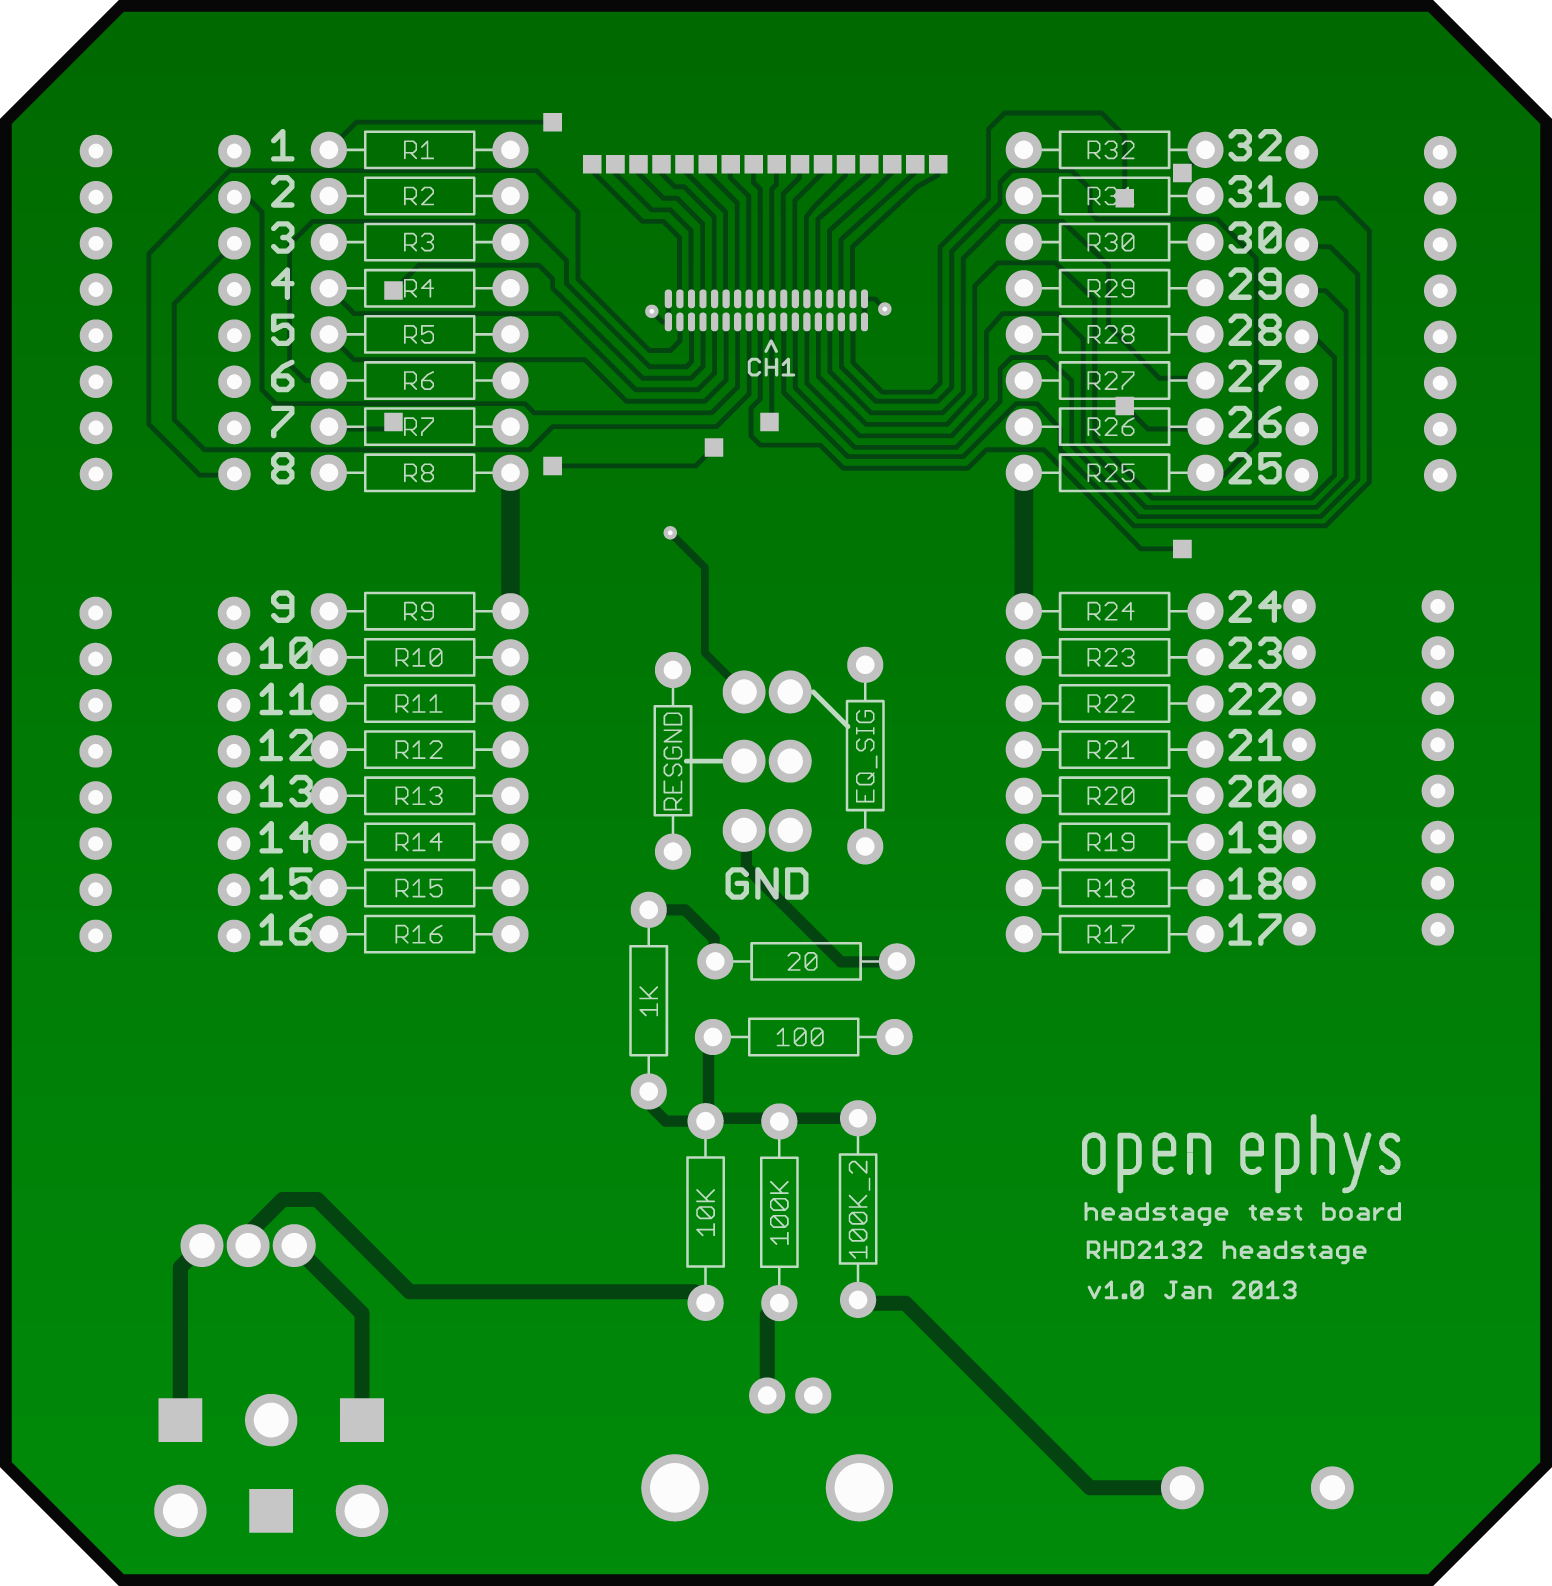 1 R1 R32 32
2 R2 R31 31
3 R3 R30 30
4 R4 R29 29
5 R5 R28 28
CH1
6 R6 R27 27
7 R7 R26 26
8 R8 R25 25
9 R9 R24 24
10 R10 R23 23
11 R11 R22 22
12 R12 R21 21
13 R13 R20 20
14 R14 R19 19
15 R15 R18 18
16 R16 R17 17
RESGND
EQ_SIG
GND
20
1K
100
10K
100K
100K_2
open ephys
headstage test board
RHD2132 headstage
v1.0 Jan 2013